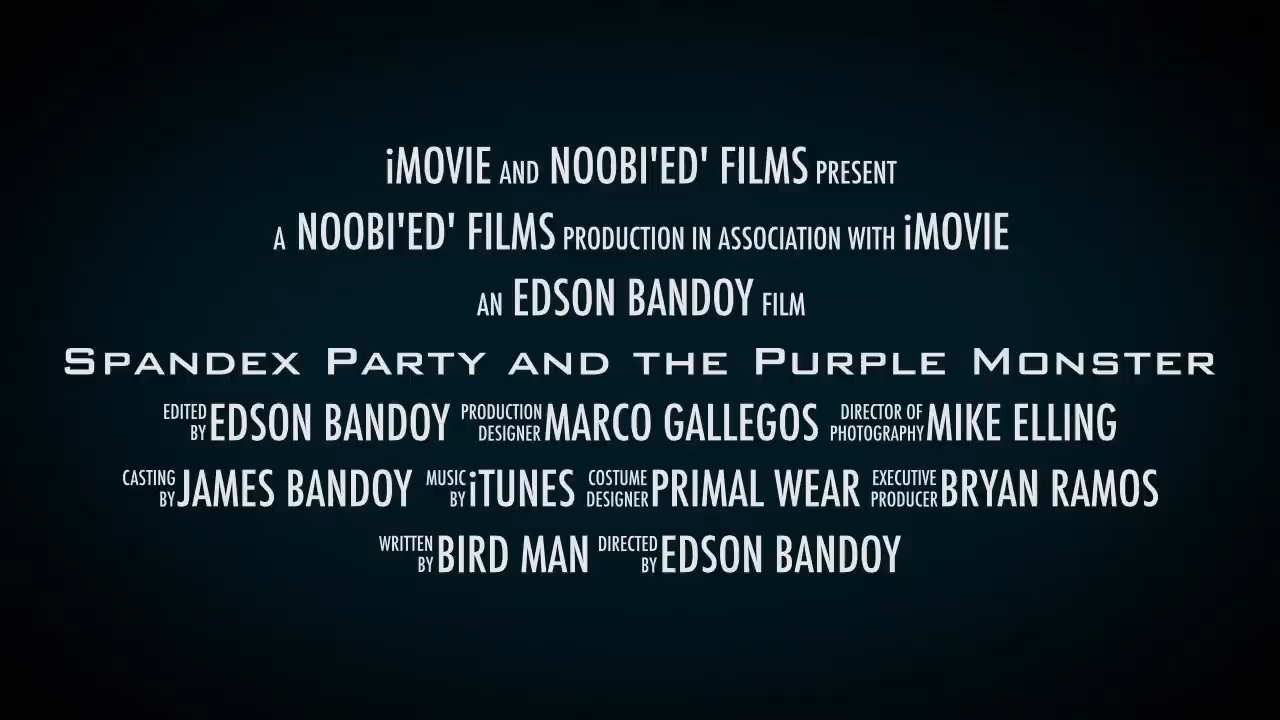 iMOVIE AND NOOBI'ED' FILMS PRESENT
A NOOBI'ED' FILMS PRODUCTION IN ASSOCIATION WITH iMOVIE
AN EDSON BANDOY FILM
SPANDEX PARTY AND THE PURPLE MONSTER
EDITED BY EDSON BANDOY PRODUCTION DESIGNER MARCO GALLEGOS DIRECTOR OF PHOTOGRAPHY MIKE ELLING
CASTING BY JAMES BANDOY MUSIC BY iTUNES COSTUME DESIGNER PRIMAL WEAR EXECUTIVE PRODUCER BRYAN RAMOS
WRITTEN BY BIRD MAN DIRECTED BY EDSON BANDOY